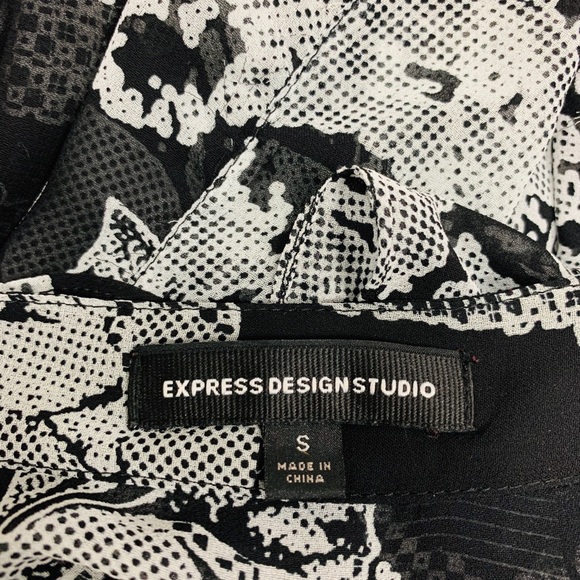 EXPRESS DESIGN STUDIO
S
MADE IN
CHINA